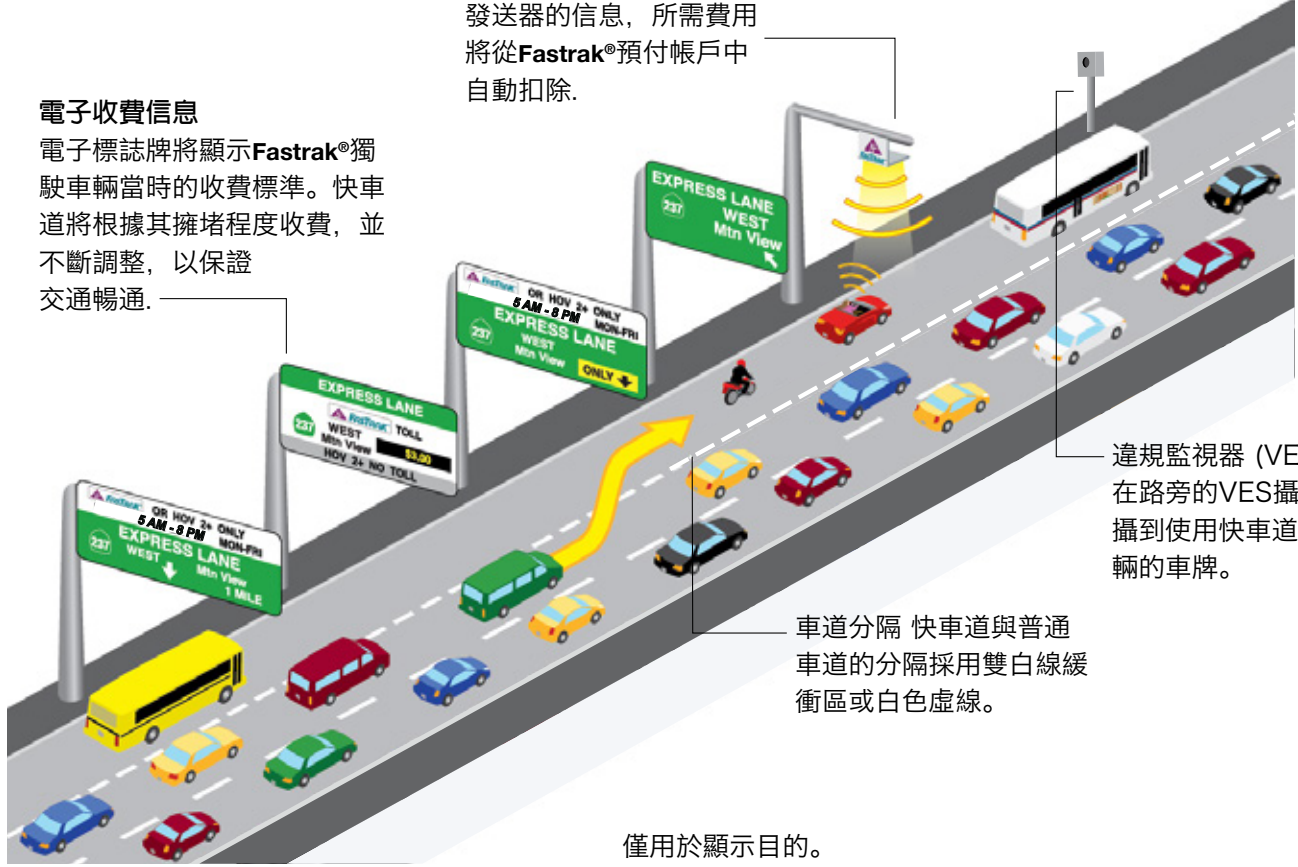 發送器的信息，所需費用
將從Fastrak®預付帳戶中
自動扣除.
電子收費信息
電子標誌牌將顯示Fastrak®獨
駛車輛當時的收費標準。快車
道將根據其擁堵程度收費，並
不斷調整，以保證
交通暢通.
EXPRESS LANE
237
WEST
Mtn View
FasTrak
OR HOV 2+ ONLY
5 AM - 8 PM MON-FRI
EXPRESS LANE
237 WEST
Mtn View
ONLY
EXPRESS LANE
FasTrak TOLL
237 WEST
Mtn View $3.00
HOV 2+ NO TOLL
FasTrak OR HOV 2+ ONLY
5 AM - 8 PM MON-FRI
EXPRESS LANE
237 WEST Mtn View
1 MILE
違規監視器 (VE
在路旁的VES攝
攝到使用快車道
輛的車牌。
車道分隔 快車道與普通
車道的分隔採用雙白線緩
衝區或白色虛線。
僅用於顯示目的。